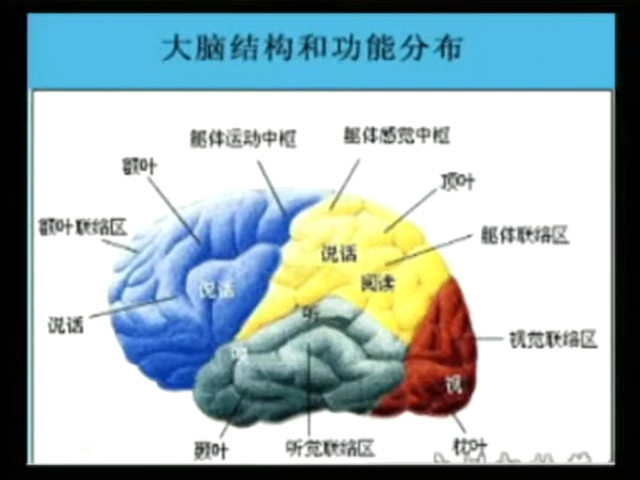 大脑结构和功能分布
躯体运动中枢
躯体感觉中枢
额叶
顶叶
额叶联络区
躯体联络区
说话
说话
阅读
听
说话
视觉联络区
视
颞叶
听觉联络区
枕叶